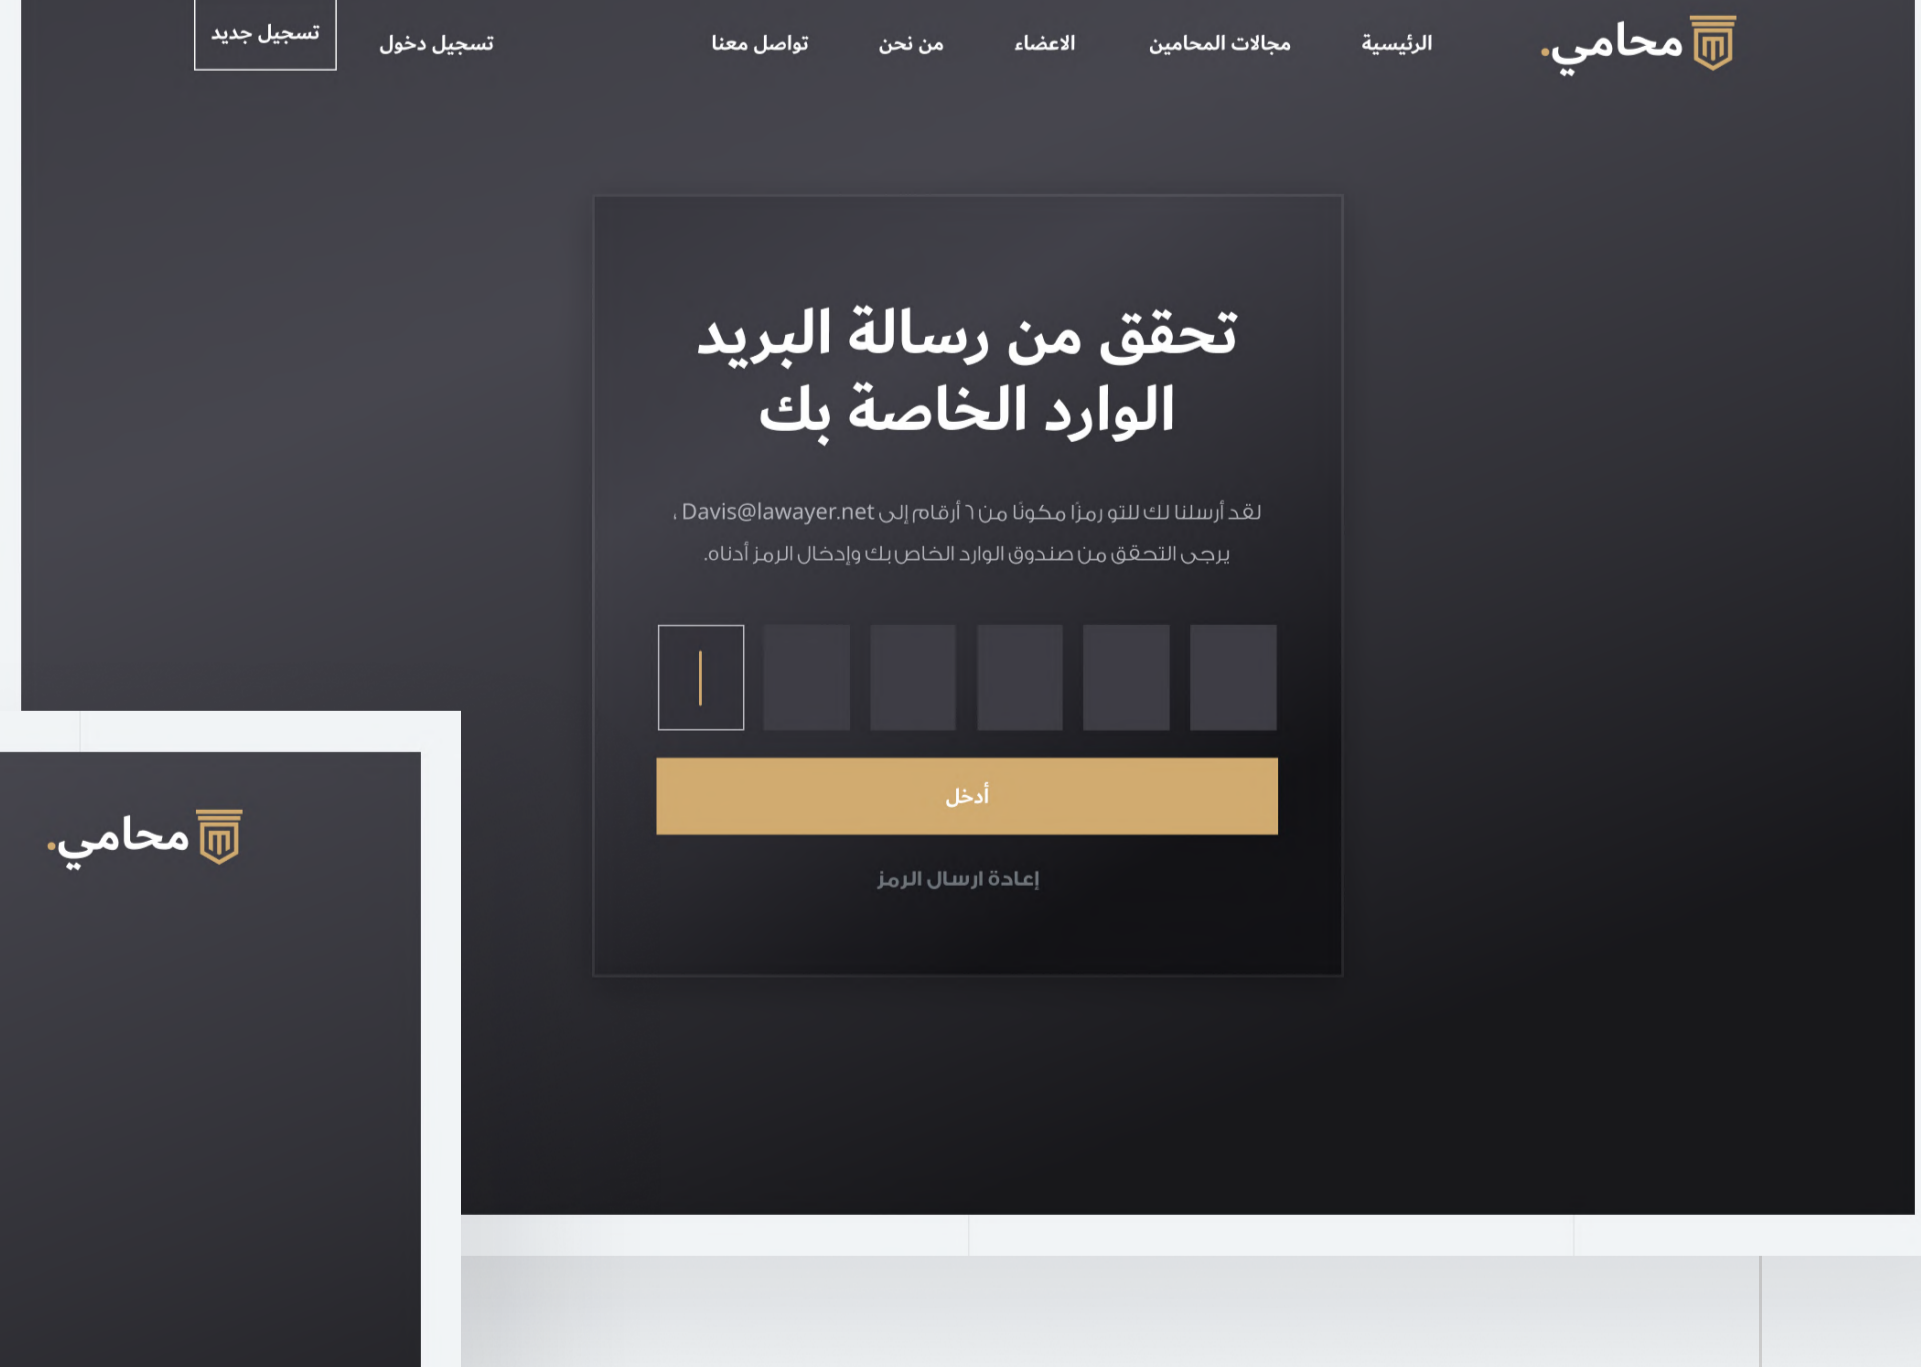 محامي.
الرئيسية
مجالات المحامين
الاعضاء
من نحن
تواصل معنا
تسجيل دخول
تسجيل جديد
تحقق من رسالة البريد
الوارد الخاصة بك
لقد أرسلنا لك للتو رمزًا مكونًا من ٦ أرقام إلى Davis@lawayer.net ،
يرجى التحقق من صندوق الوارد الخاص بك وإدخال الرمز أدناه.
أدخل
إعادة ارسال الرمز
محامي.